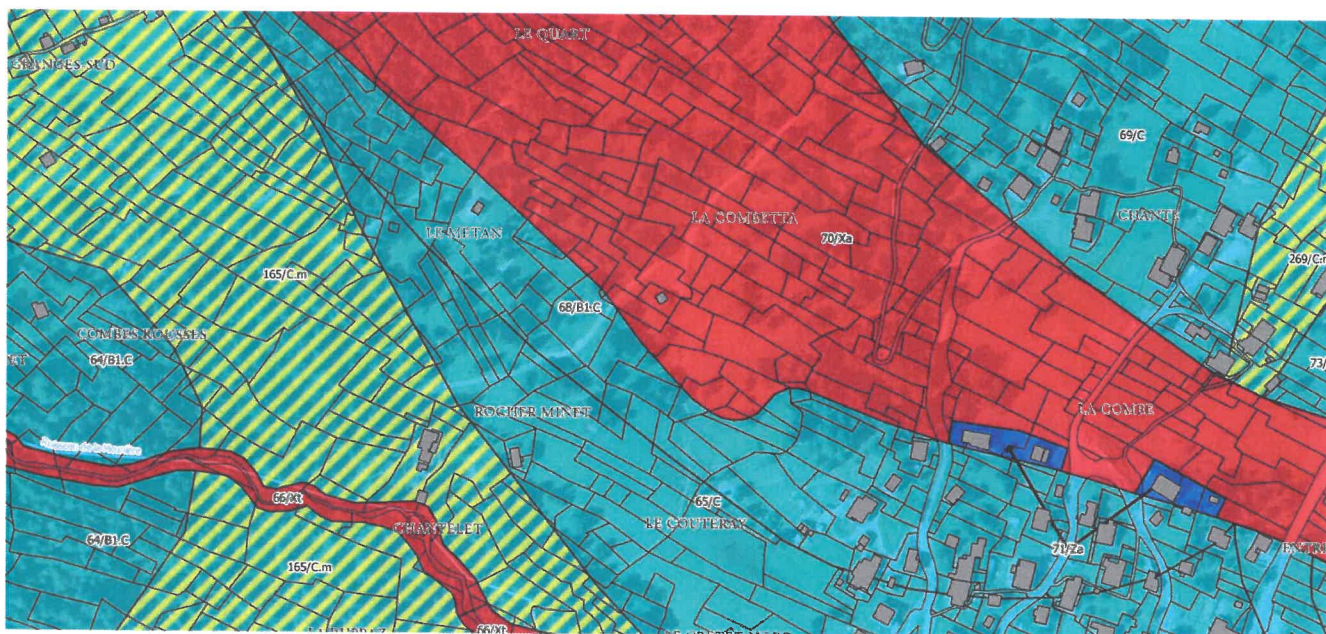 LE QUART
GRANGES SUD
69/C
LA COMBETTA
CHANTE
LE METAN
70/Xa
269/C.m
165/C.m
68/B1.C
COMBES ROUSSES
64/B1.C
ET
73/
ROCHER MINET
LA COMBE
66/Xt
65/C
LE COUTERAY
CHANTELET
64/B1.C
71/Za
ENTRE
165/C.m
66/Xt